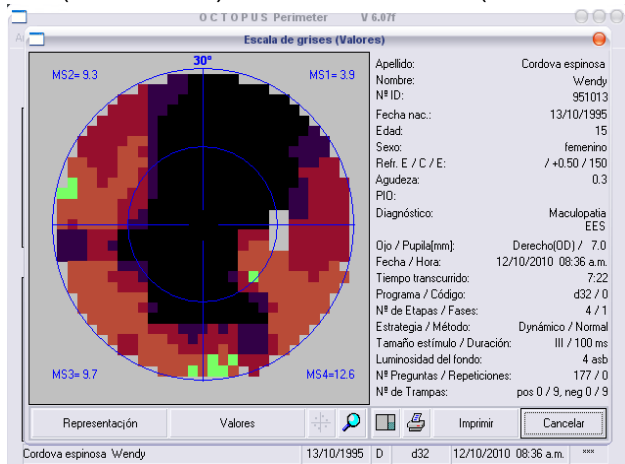 OCTOPUS Perimeter V 6.07f
Escala de grises (Valores)
30°
MS2= 9.3
MS1= 3.9
MS3= 9.7
MS4=12.6
Apellido: Cordova espinosa
Nombre: Wendy
Nº ID: 951013
Fecha nac.: 13/10/1995
Edad: 15
Sexo: femenino
Refr. E / C / E: / +0.50 / 150
Agudeza: 0.3
PIO:
Diagnóstico: Maculopatia
EES
Ojo / Pupila[mm]: Derecho(OD) / 7.0
Fecha / Hora: 12/10/2010 08:36 a.m.
Tiempo transcurrido: 7:22
Programa / Código: d32 / 0
Nº de Etapas / Fases: 4 / 1
Estrategia / Método: Dynámico / Normal
Tamaño estímulo / Duración: III / 100 ms
Luminosidad del fondo: 4 asb
Nº Preguntas / Repeticiones: 177 / 0
Nº de Trampas: pos 0 / 9, neg 0 / 9
Representación Valores Imprimir Cancelar
Cordova espinosa Wendy 13/10/1995 D d32 12/10/2010 08:36 a.m. ***